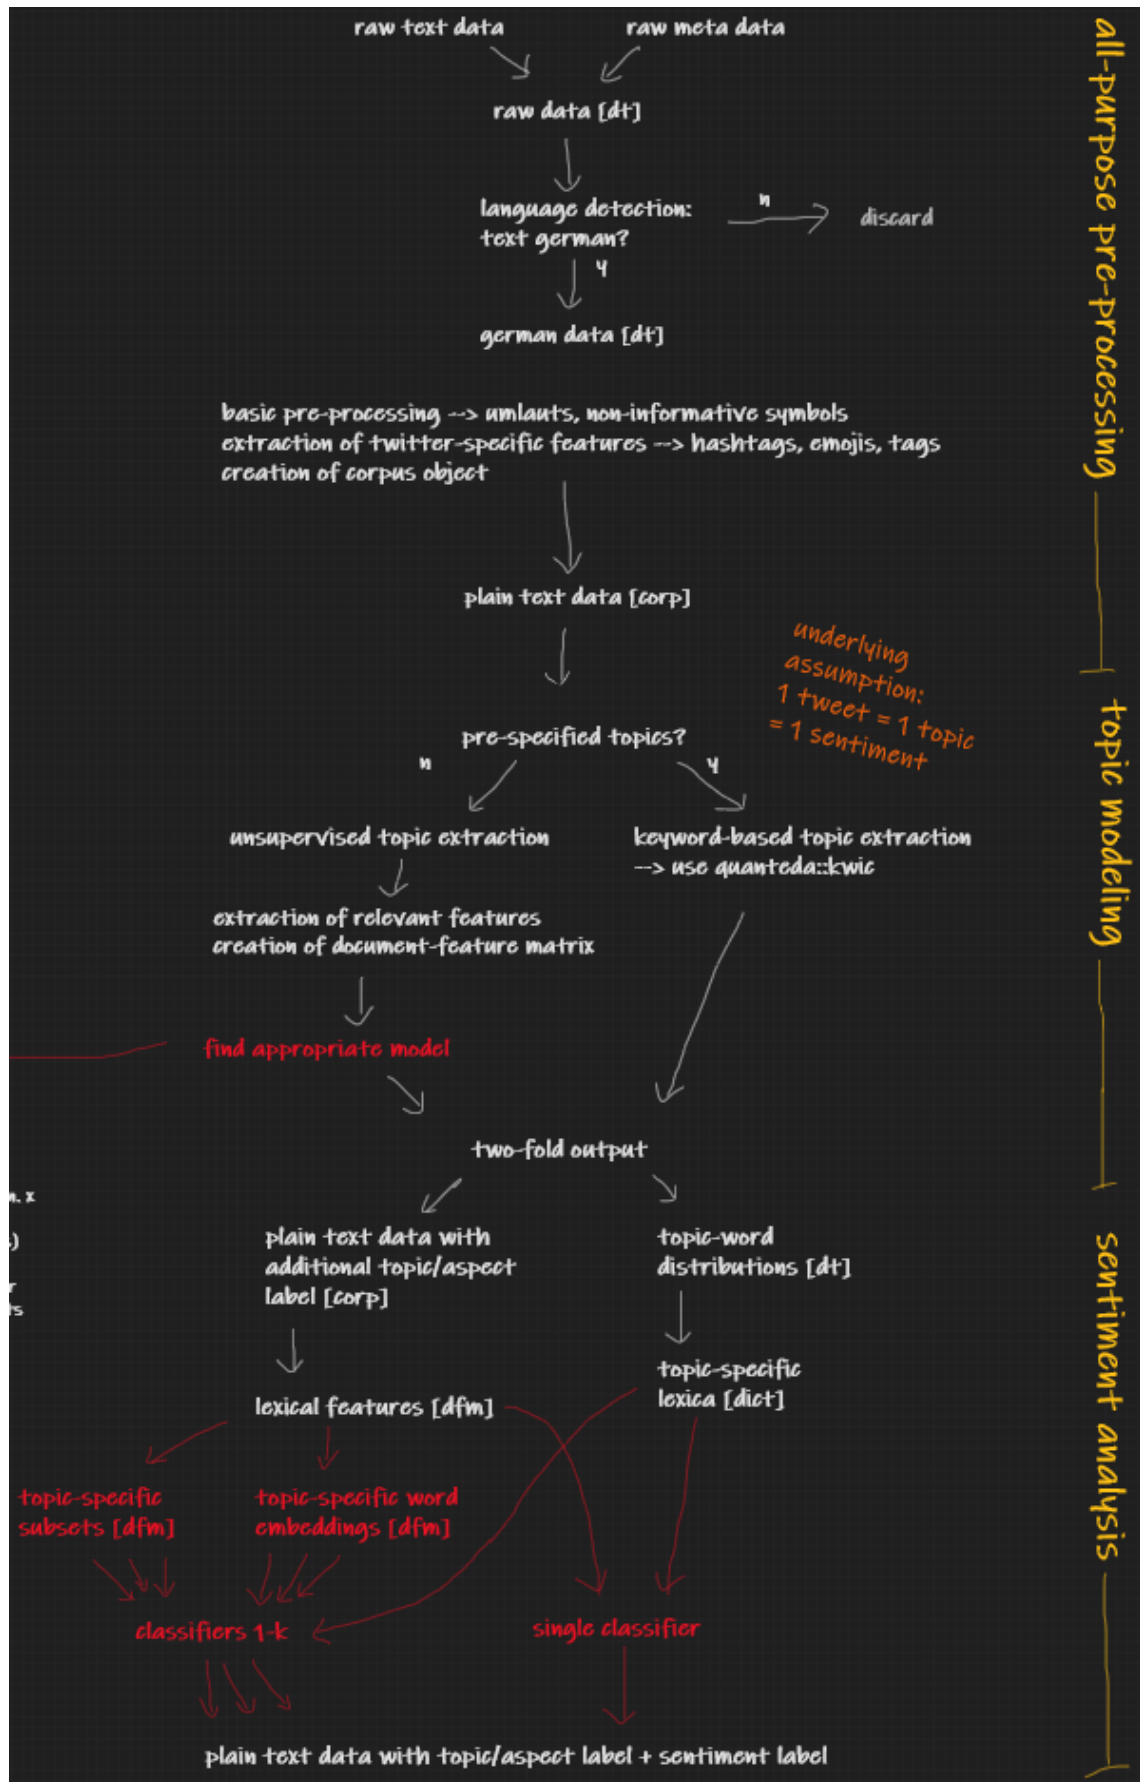 raw text data
raw meta data
raw data [dt]
language detection:
text german?
n
discard
y
german data [dt]
basic pre-processing --> umlauts, non-informative symbols
extraction of twitter-specific features --> hashtags, emojis, tags
creation of corpus object
plain text data [corp]
all-purpose pre-processing
underlying
assumption:
1 tweet = 1 topic
= 1 sentiment
pre-specified topics?
n
y
unsupervised topic extraction
keyword-based topic extraction
--> use quanteda::kwic
extraction of relevant features
creation of document-feature matrix
find appropriate model
topic modeling
two-fold output
plain text data with
additional topic/aspect
label [corp]
topic-word
distributions [dt]
topic-specific
lexica [dict]
lexical features [dfm]
topic-specific
subsets [dfm]
topic-specific word
embeddings [dfm]
classifiers 1-k
single classifier
plain text data with topic/aspect label + sentiment label
sentiment analysis